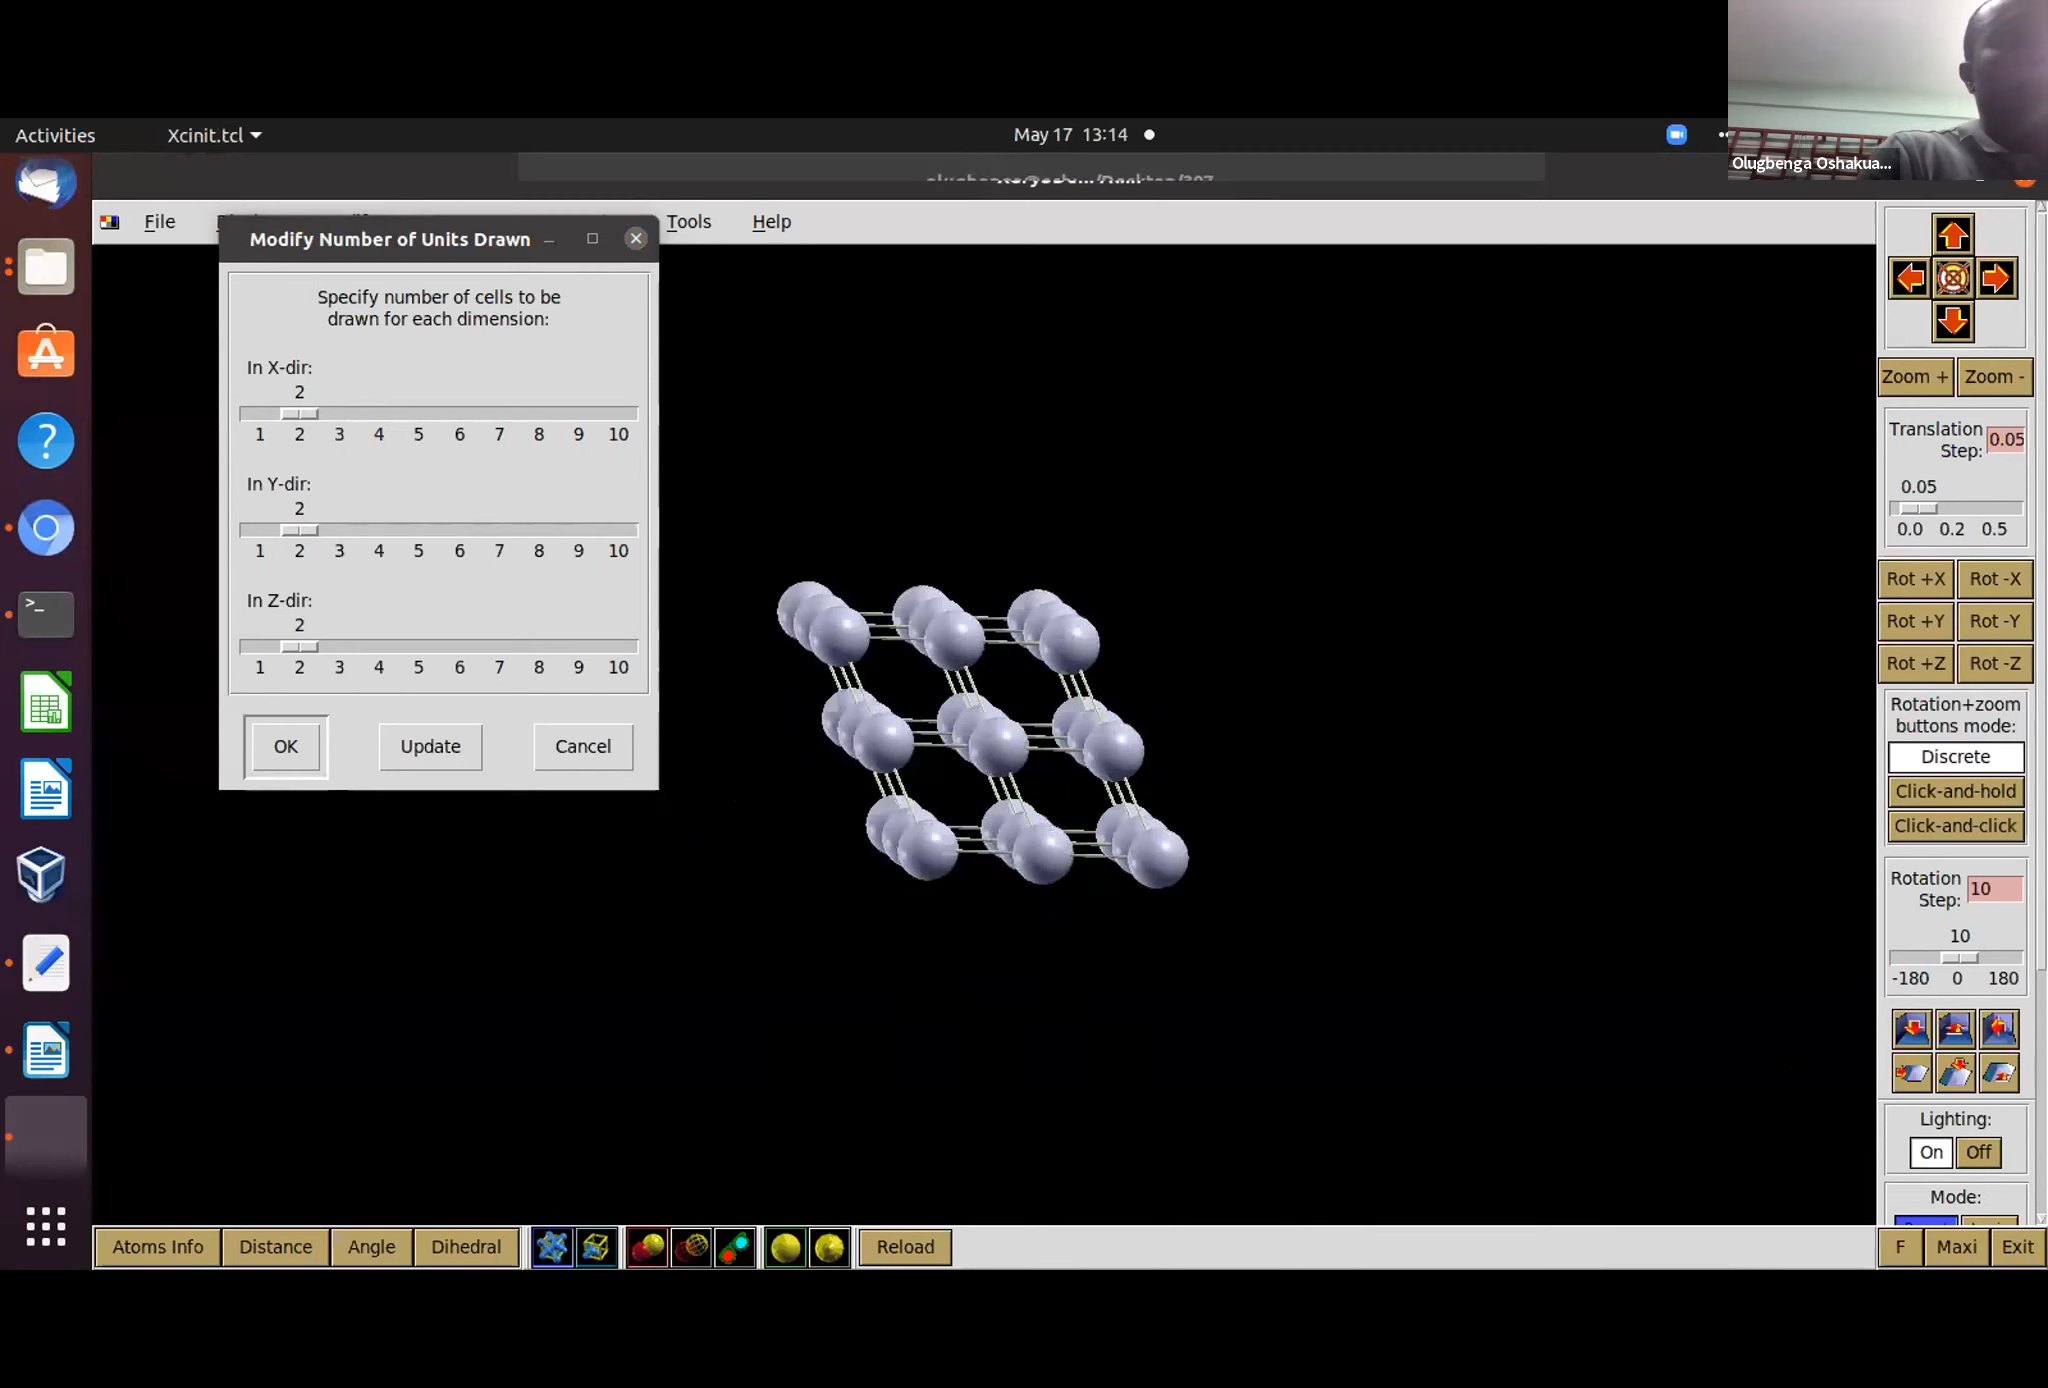 Activities
Xcinit.tcl
May 17 13:14
Olugbenga Oshakua...
File
Tools
Help
Modify Number of Units Drawn
Specify number of cells to be
drawn for each dimension:
In X-dir:
2
1 2 3 4 5 6 7 8 9 10
In Y-dir:
2
1 2 3 4 5 6 7 8 9 10
In Z-dir:
2
1 2 3 4 5 6 7 8 9 10
OK
Update
Cancel
Zoom +
Zoom -
Translation
Step:
0.05
0.05
0.0 0.2 0.5
Rot +X
Rot -X
Rot +Y
Rot -Y
Rot +Z
Rot -Z
Rotation+zoom
buttons mode:
Discrete
Click-and-hold
Click-and-click
Rotation
Step:
10
10
-180 0 180
Lighting:
On
Off
Mode:
Atoms Info
Distance
Angle
Dihedral
Reload
F
Maxi
Exit